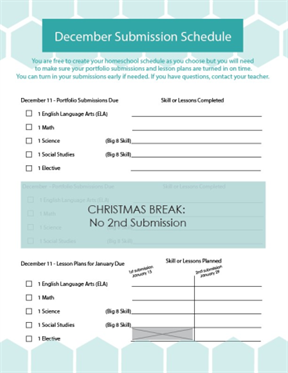 December Submission Schedule
You are free to create your homeschool schedule as you choose but you will need
to make sure your portfolio submissions and lesson plans are turned in on time.
You can turn in your submissions early if needed. If you have questions, contact your teacher.
December 11 - Portfolio Submissions Due Skill or Lessons Completed
1 English Language Arts (ELA)
1 Math
1 Science (Big 8 Skill)
1 Social Studies (Big 8 Skill)
1 Elective
December - Portfolio Submissions Due Skill or Lessons Completed
1 English Language Arts (ELA)
1 Math
CHRISTMAS BREAK:
1 Science
No 2nd Submission
1 Social Studies (Big 8 Skill)
December 11 - Lesson Plans for January Due Skill or Lessons Planned
1st submission 2nd submission
January 13
1 English Language Arts (ELA)
1 Math
1 Science (Big 8 Skill)
1 Social Studies (Big 8 Skill)
1 Elective